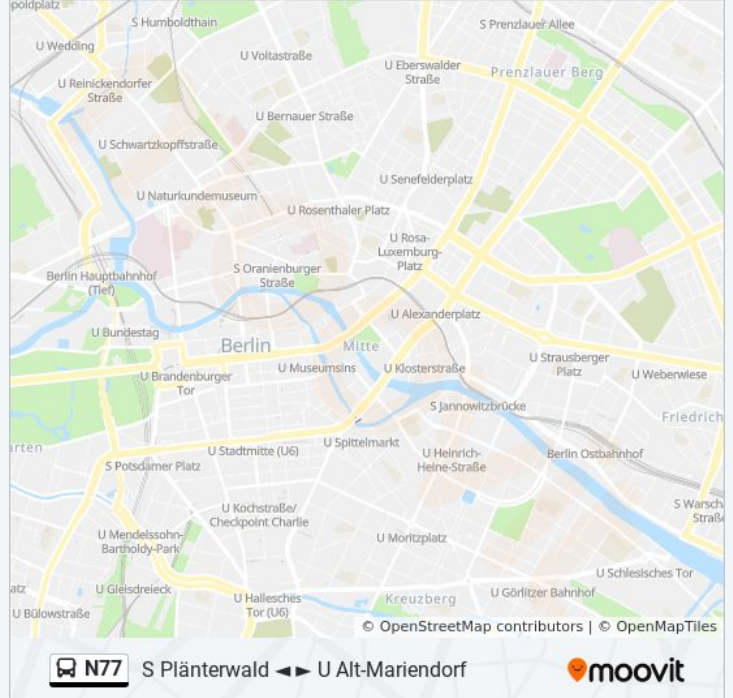 poldplatz
S Humboldthain
S Prenzlauer Allee
U Wedding
U Voltastraße
U Eberswalder
Straße
Prenzlauer Berg
U Reinickendorfer
Straße
U Bernauer Straße
U Schwartzkopffstraße
U Senefelderplatz
U Naturkundemuseum
U Rosenthaler Platz
U Rosa-
Luxemburg-
Platz
Berlin Hauptbahnhof
(Tief)
S Oranienburger
Straße
U Alexanderplatz
U Bundestag
Berlin
Mitte
U Strausberger
Platz
U Museumsins
U Klosterstraße
U Weberwiese
U Brandenburger
Tor
S Jannowitzbrücke
Friedrich
rten
U Stadtmitte (U6)
U Spittelmarkt
U Heinrich-
Heine-Straße
Berlin Ostbahnhof
S Potsdamer Platz
U Kochstraße/
Checkpoint Charlie
S Warsch
Straße
U Mendelssohn-
Bartholdy-Park
U Moritzplatz
U Schlesisches Tor
atz
U Gleisdreieck
U Hallesches
Tor (U6)
Kreuzberg
U Görlitzer Bahnhof
U Bülowstraße
© OpenStreetMap contributors | © OpenMapTiles
N77 S Plänterwald ◄ ► U Alt-Mariendorf
moovit